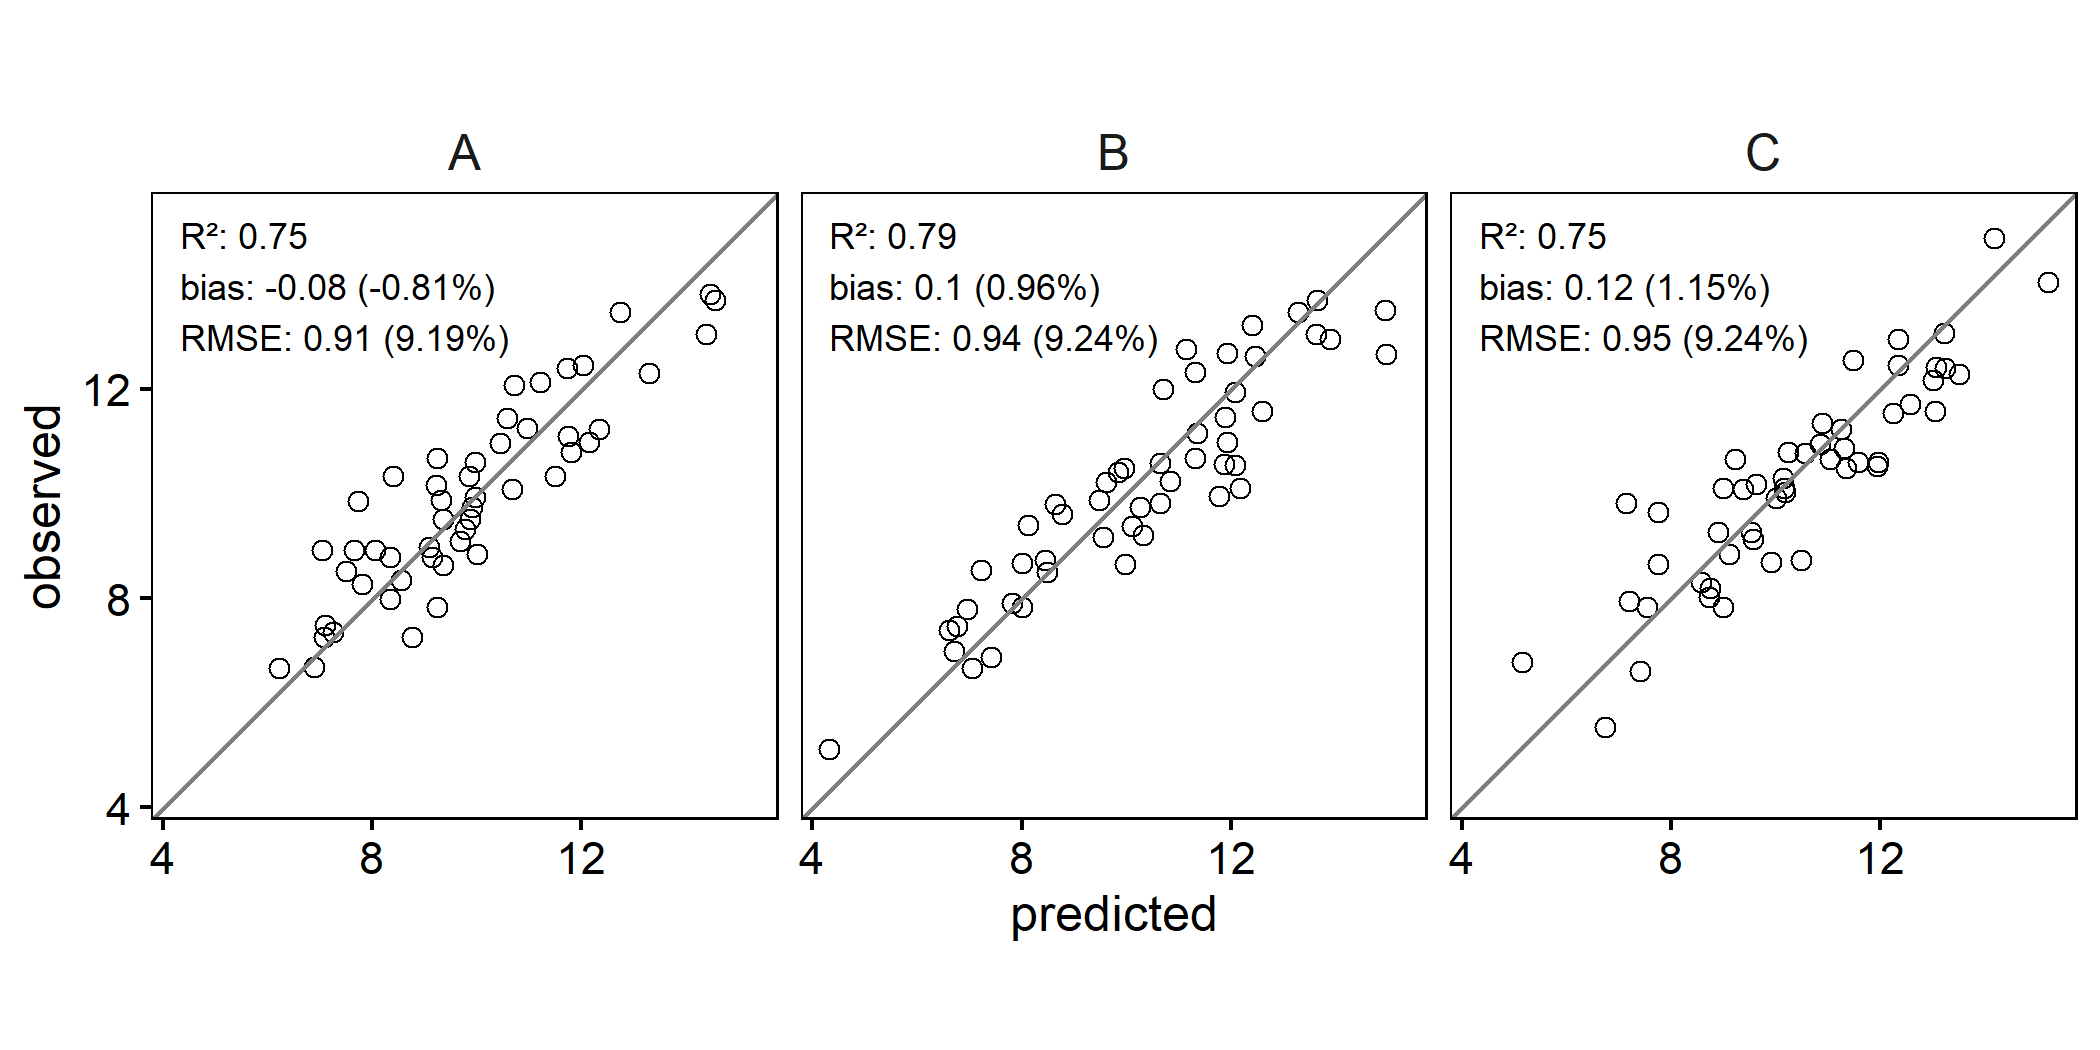 A
B
C
R²: 0.75
bias: -0.08 (-0.81%)
RMSE: 0.91 (9.19%)
R²: 0.79
bias: 0.1 (0.96%)
RMSE: 0.94 (9.24%)
R²: 0.75
bias: 0.12 (1.15%)
RMSE: 0.95 (9.24%)
observed
12
8
4
4 8 12
4 8 12
4 8 12
predicted